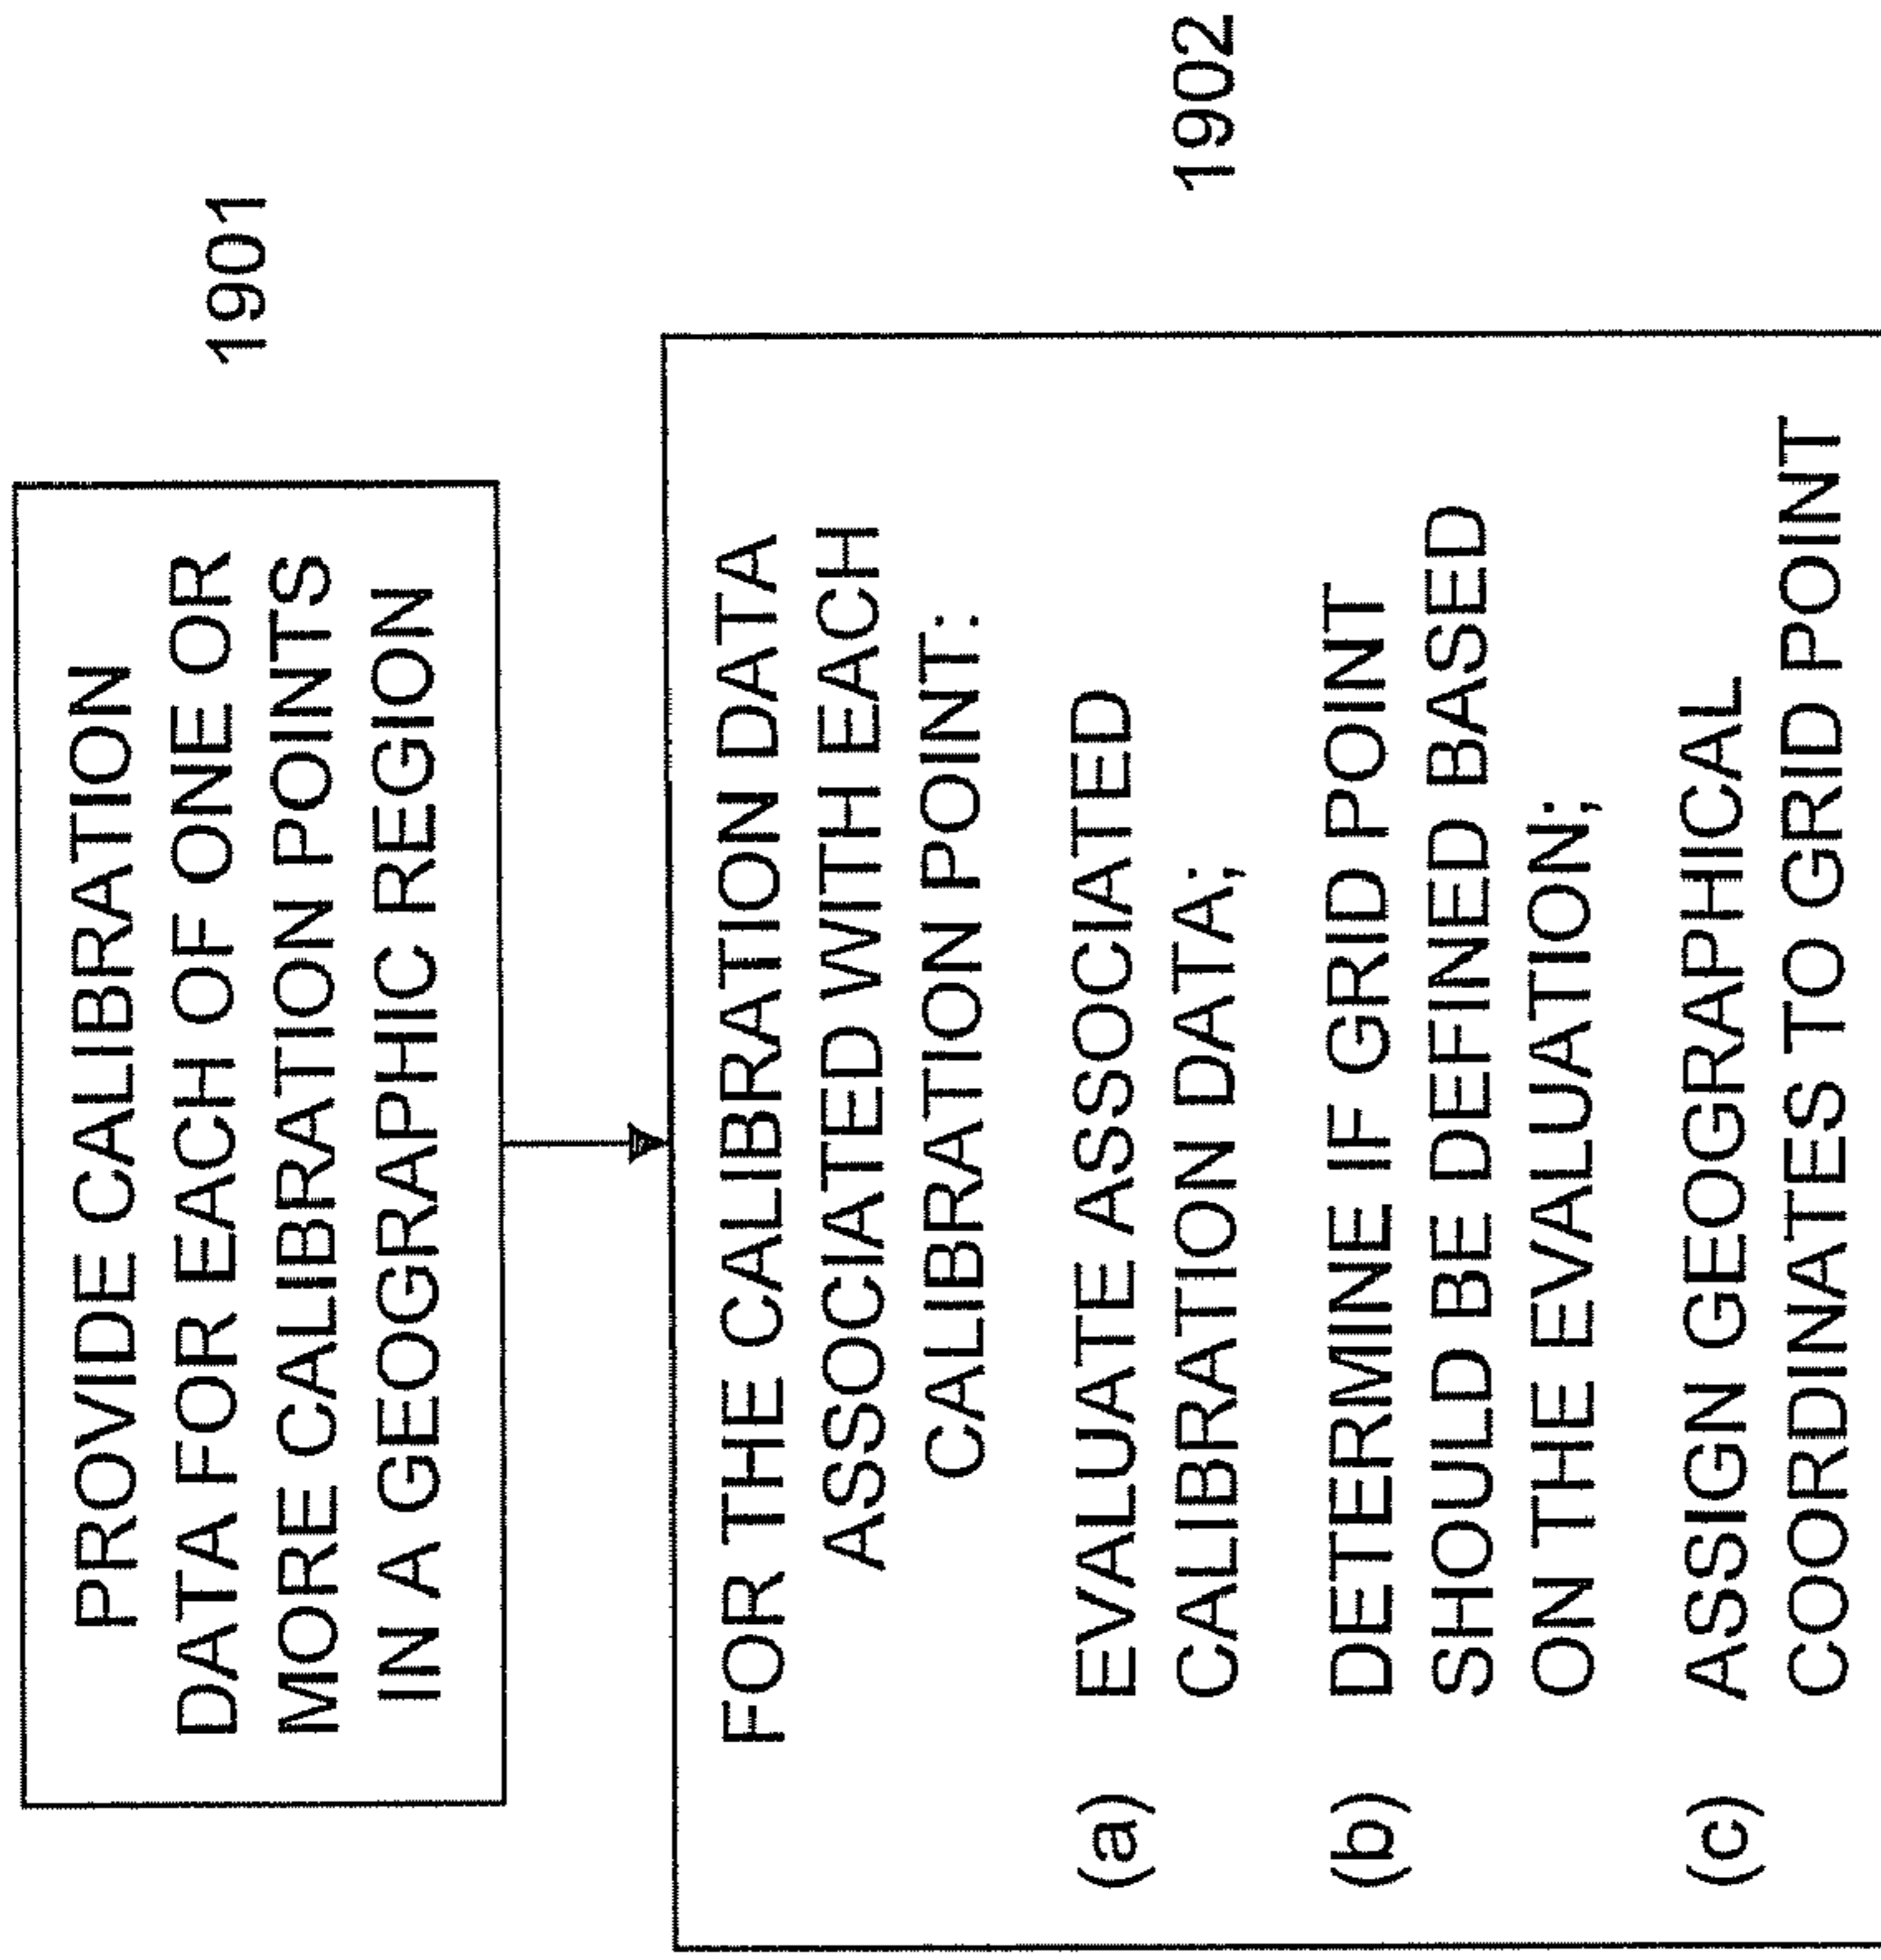 PROVIDE CALIBRATION
DATA FOR EACH OF ONE OR
MORE CALIBRATION POINTS
IN A GEOGRAPHIC REGION
1901
FOR THE CALIBRATION DATA
ASSOCIATED WITH EACH
CALIBRATION POINT:
(a) EVALUATE ASSOCIATED
CALIBRATION DATA;
(b) DETERMINE IF GRID POINT
SHOULD BE DEFINED BASED
ON THE EVALUATION;
(c) ASSIGN GEOGRAPHICAL
COORDINATES TO GRID POINT
1902